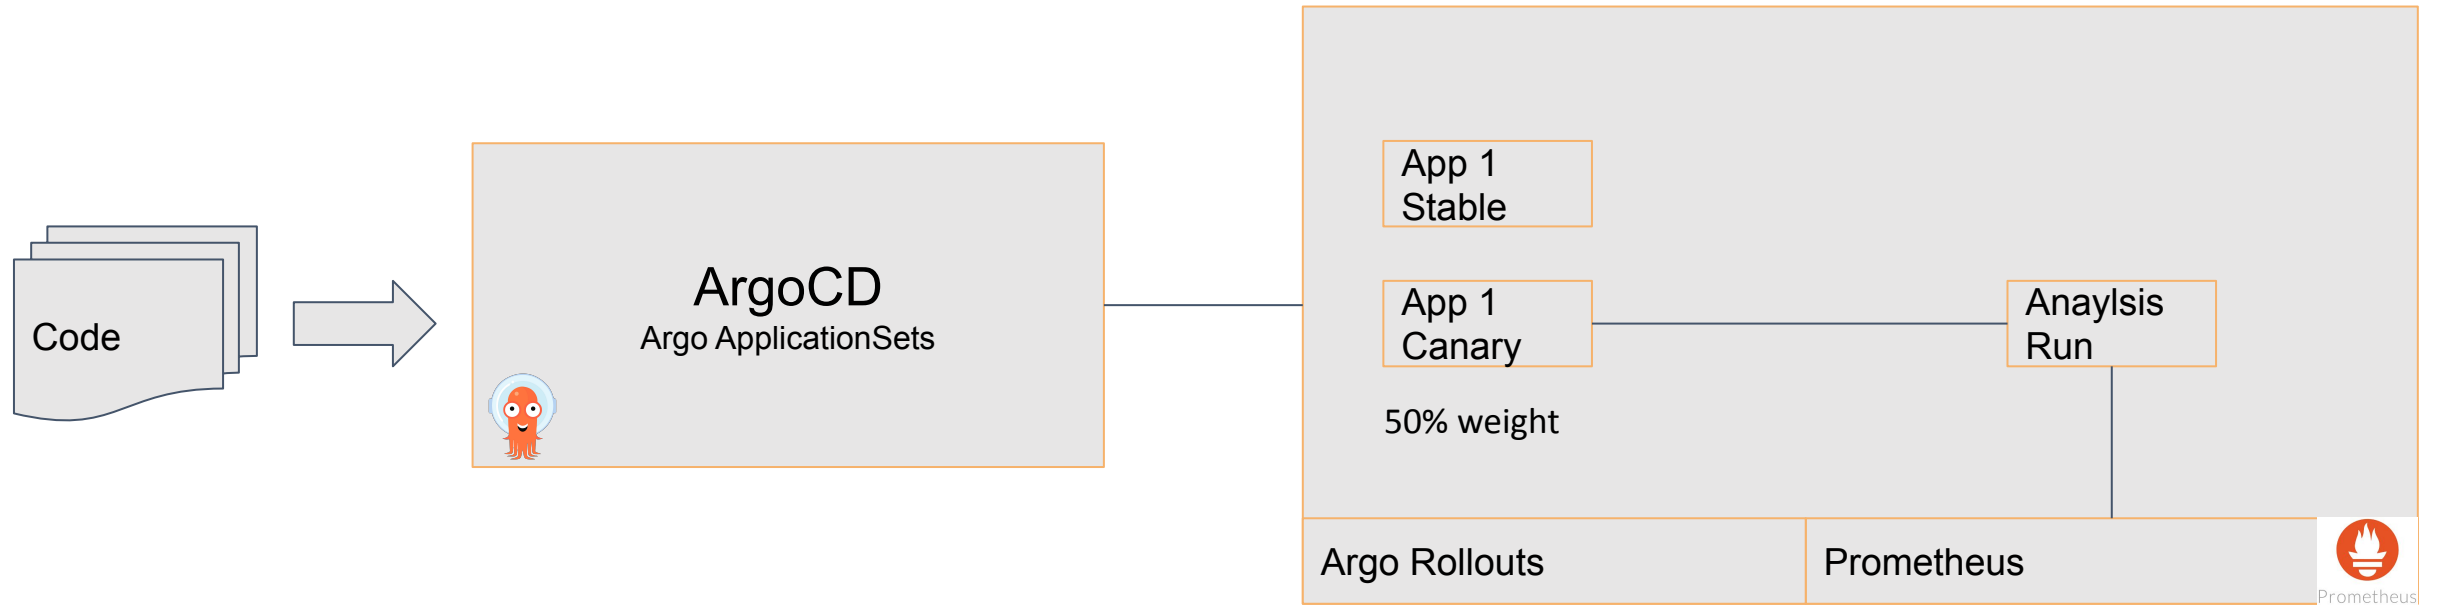 Code
ArgoCD
Argo ApplicationSets
App 1
Stable
App 1
Canary
50% weight
Anaylsis
Run
Argo Rollouts
Prometheus
Prometheus